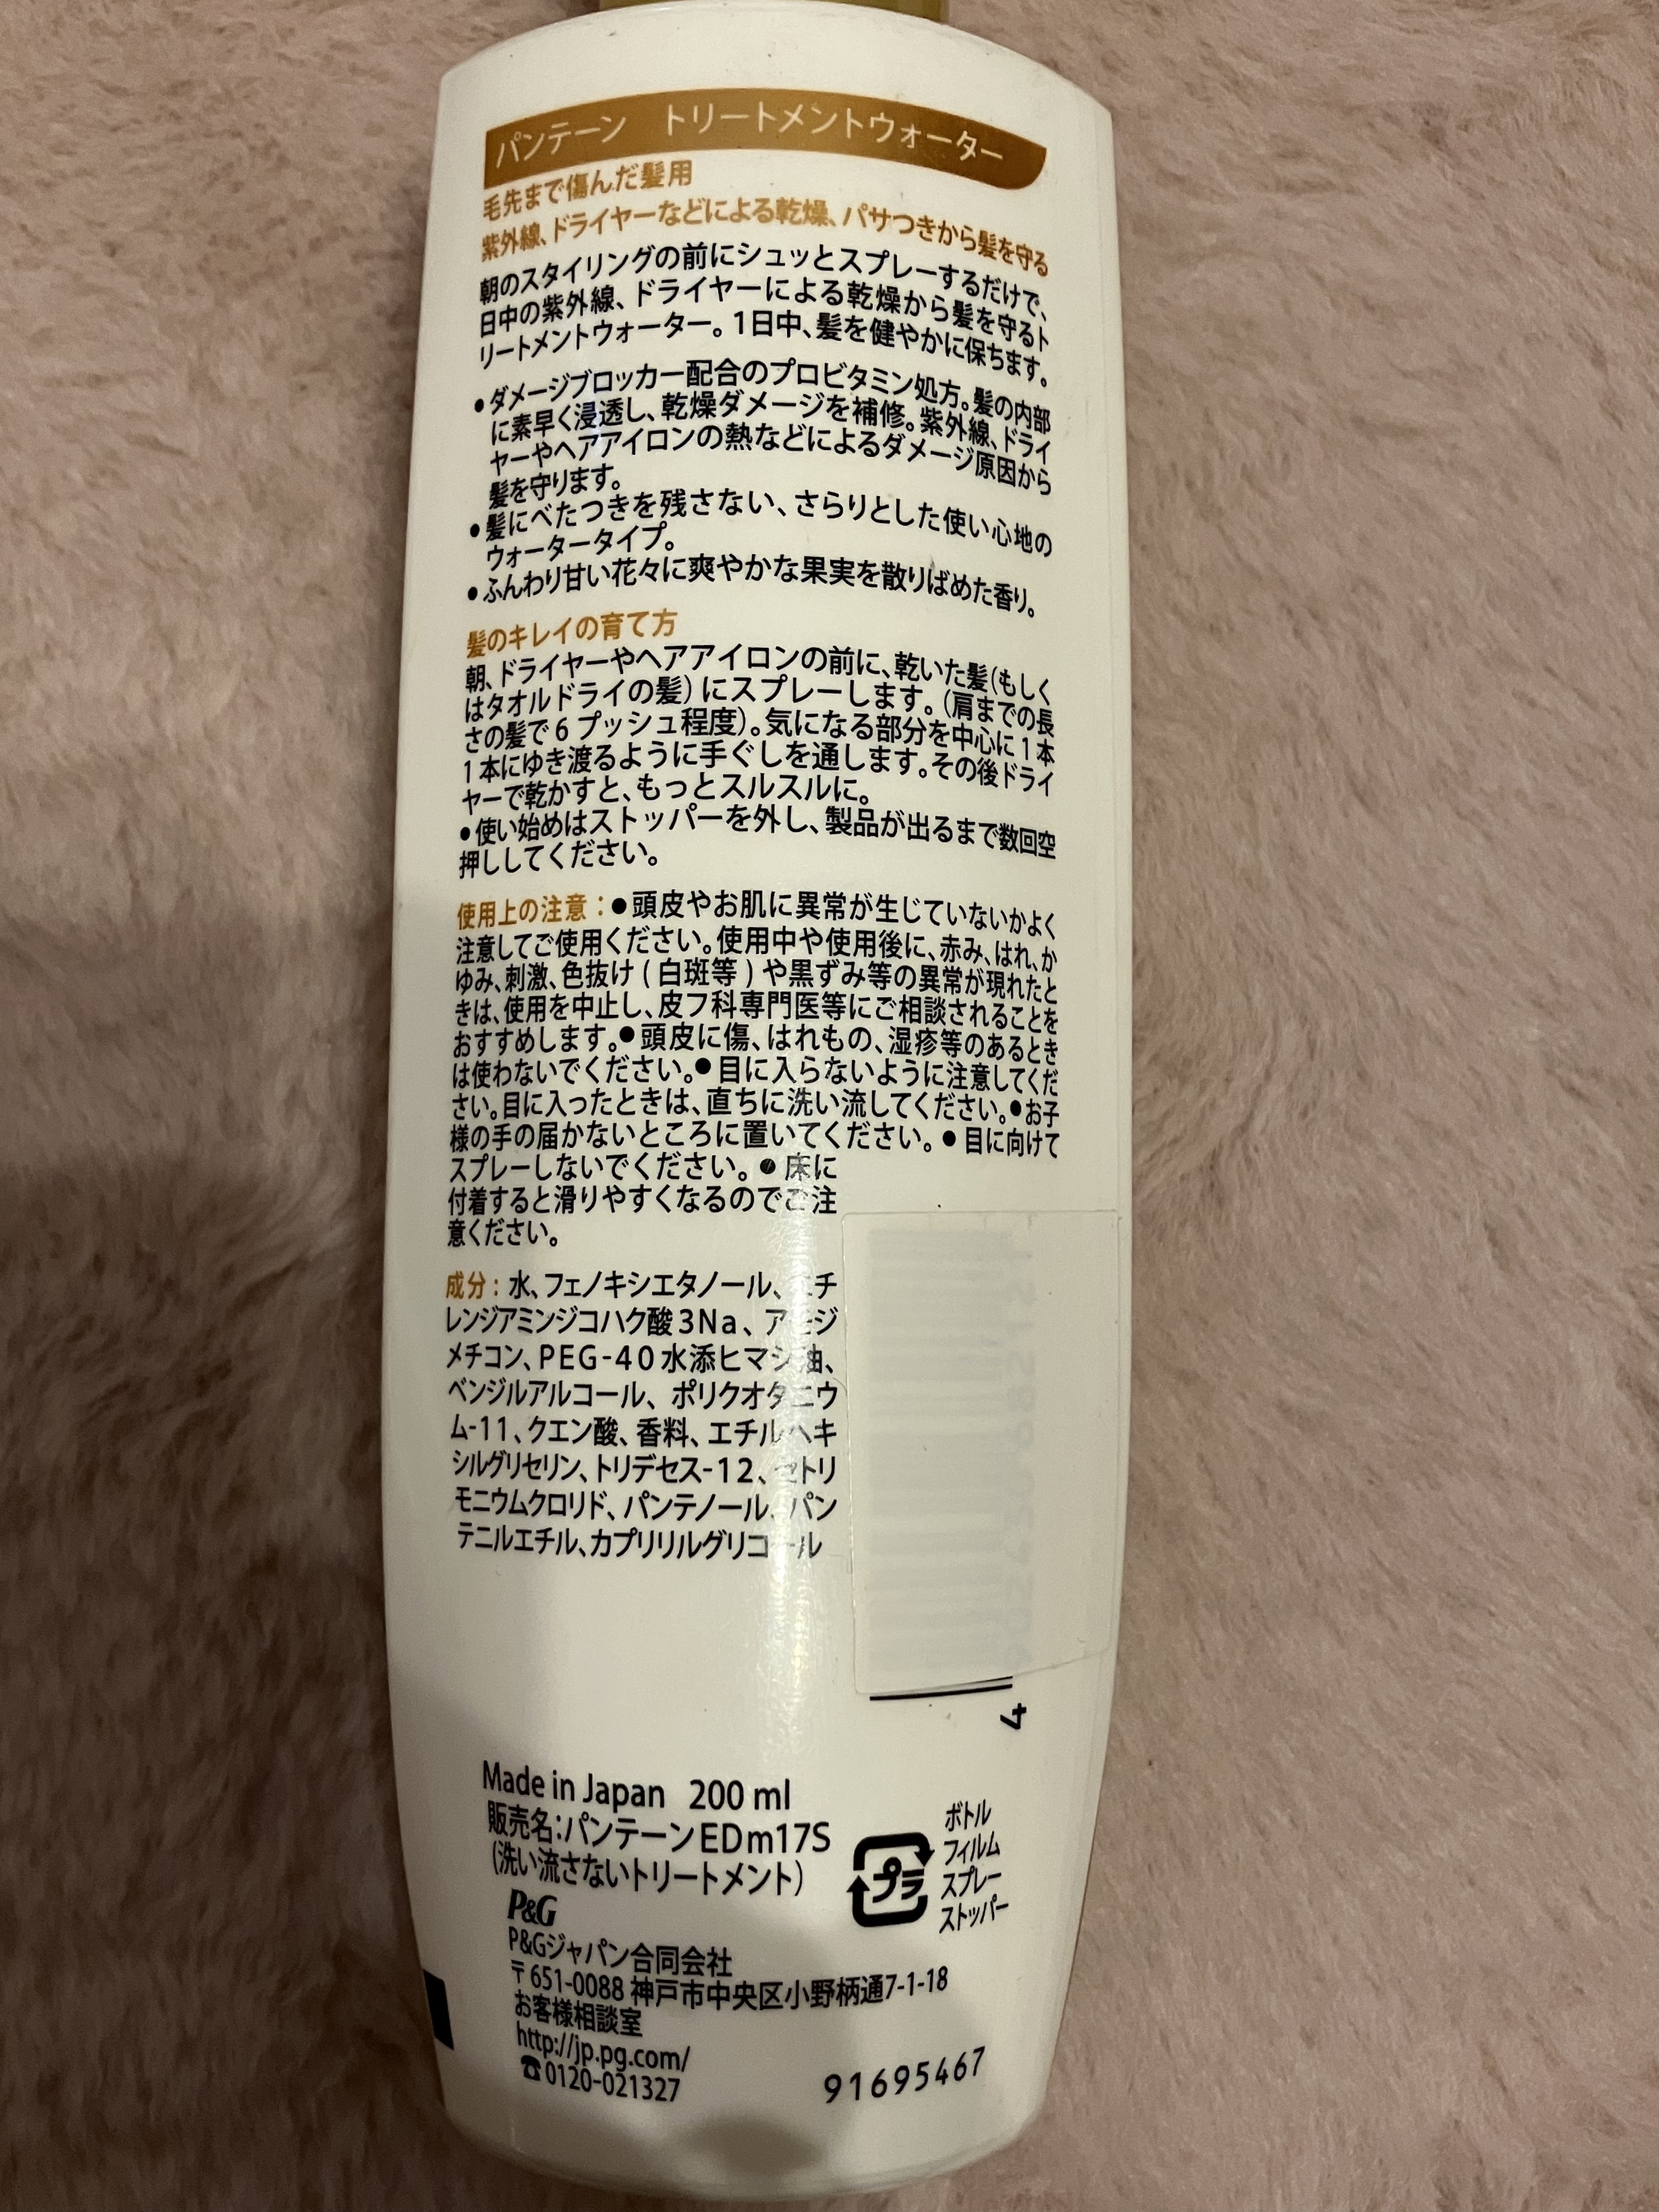 パンテーン　トリートメントウォーター
毛先まで傷んだ髪用
紫外線、ドライヤーなどによる乾燥、パサつきから髪を守る
朝のスタイリングの前にシュッとスプレーするだけで、
日中の紫外線、ドライヤーによる乾燥から髪を守るト
リートメントウォーター。1日中、髪を健やかに保ちます。
●ダメージブロッカー配合のプロビタミン処方。髪の内部
に素早く浸透し、乾燥ダメージを補修。紫外線、ドライ
ヤーやヘアアイロンの熱などによるダメージ原因から
髪を守ります。
●髪にべたつきを残さない、さらりとした使い心地の
ウォータータイプ。
●ふんわり甘い花々に爽やかな果実を散りばめた香り。
髪のキレイの育て方
朝、ドライヤーやヘアアイロンの前に、乾いた髪(もしく
はタオルドライの髪)にスプレーします。(肩までの長
さの髪で6プッシュ程度)。気になる部分を中心に1本
1本にゆき渡るように手ぐしを通します。その後ドライ
ヤーで乾かすと、もっとスルスルに。
●使い始めはストッパーを外し、製品が出るまで数回空
押ししてください。
使用上の注意：●頭皮やお肌に異常が生じていないかよく
注意してご使用ください。使用中や使用後に、赤み、はれ、か
ゆみ、刺激、色抜け(白斑等)や黒ずみ等の異常が現れたと
きは、使用を中止し、皮フ科専門医等にご相談されることを
おすすめします。●頭皮に傷、はれもの、湿疹等のあるとき
は使わないでください。●目に入らないように注意してくだ
さい。目に入ったときは、直ちに洗い流してください。●お子
様の手の届かないところに置いてください。●目に向けて
スプレーしないでください。●床に
付着すると滑りやすくなるのでご注
意ください。
成分：水、フェノキシエタノール、エチ
レンジアミンジコハク酸3Na、アモジ
メチコン、PEG-40水添ヒマシ油、
ベンジルアルコール、ポリクオタニウ
ム-11、クエン酸、香料、エチルヘキ
シルグリセリン、トリデセス-12、セトリ
モニウムクロリド、パンテノール、パン
テニルエチル、カプリリルグリコール
4
Made in Japan 200 ml
販売名：パンテーンEDm17S
(洗い流さないトリートメント)
プラ
ボトル
フィルム
スプレー
ストッパー
P&G
P&Gジャパン合同会社
〒651-0088 神戸市中央区小野柄通7-1-18
お客様相談室
http://jp.pg.com/
☎0120-021327
91695467